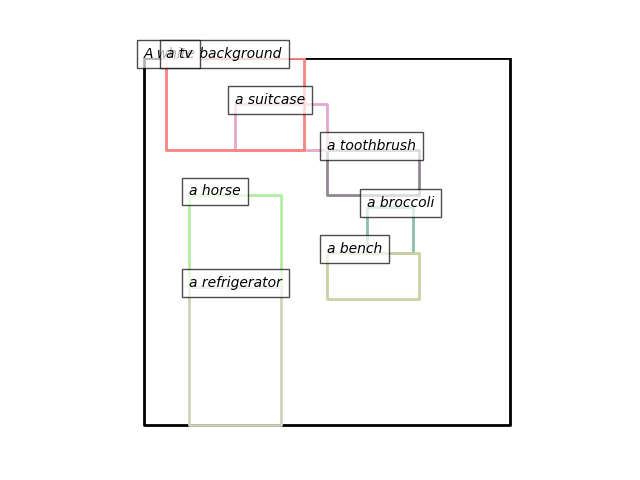 A white background
a tv
a suitcase
a toothbrush
a horse
a broccoli
a bench
a refrigerator